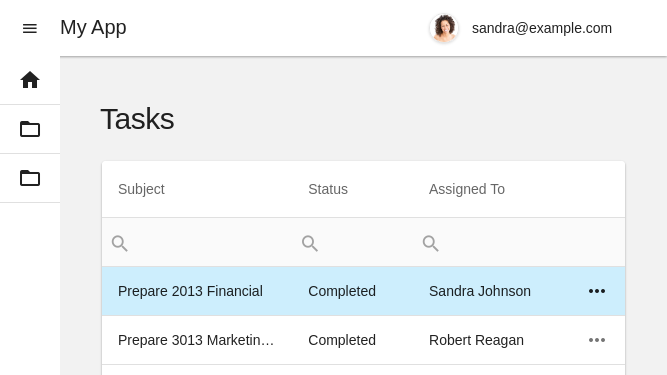 My App
sandra@example.com
Tasks
Subject Status Assigned To
Prepare 2013 Financial Completed Sandra Johnson
Prepare 3013 Marketin… Completed Robert Reagan